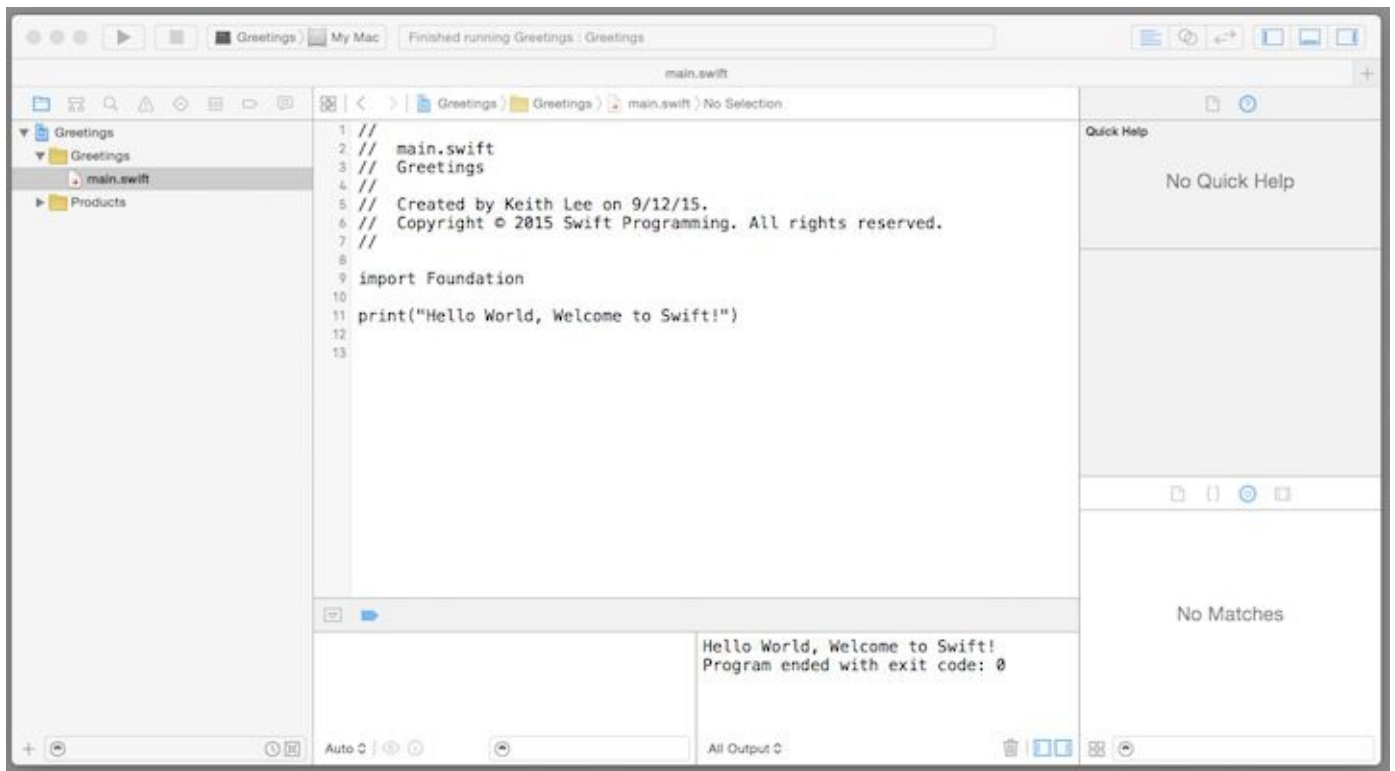 Greetings My Mac Finished running Greetings : Greetings
main.swift
Greetings Greetings main.swift No Selection
Greetings
Greetings
main.swift
Products
1 //
2 // main.swift
3 // Greetings
4 //
5 // Created by Keith Lee on 9/12/15.
6 // Copyright © 2015 Swift Programming. All rights reserved.
7 //
8
9 import Foundation
10
11 print("Hello World, Welcome to Swift!")
12
13
Quick Help
No Quick Help
No Matches
Hello World, Welcome to Swift!
Program ended with exit code: 0
Auto
All Output